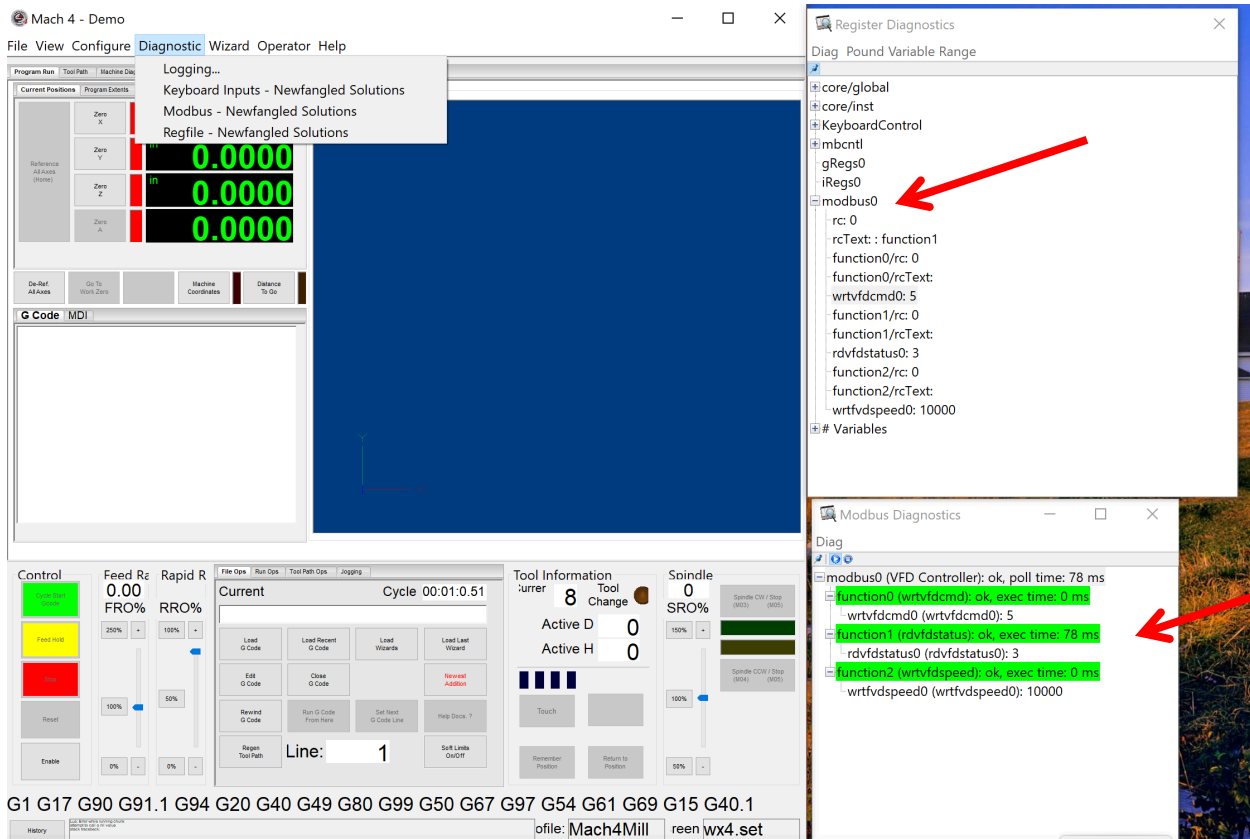 Mach 4 - Demo
File View Configure Diagnostic Wizard Operator Help
Logging...
Keyboard Inputs - Newfangled Solutions
Modbus - Newfangled Solutions
Regfile - Newfangled Solutions
Program Run Tool Path Machine Diag
Current Positions Program Extents
Reference
All Axes
(Home)
Zero
X
Zero
Y
in
0.0000
Zero
Z
in
0.0000
Zero
A
0.0000
De-Ref.
All Axes
Go To
Work Zero
Machine
Coordinates
Distance
To Go
G Code MDI
Control
Cycle Start
Gcode
Feed Hold
Stop
Reset
Enable
Feed Ra
0.00
FRO%
250% +
100%
0% -
Rapid R
RRO%
100% +
50%
0% -
File Ops Run Ops Tool Path Ops Jogging
Current Cycle 00:01:0.51
Load
G Code
Load Recent
G Code
Load
Wizards
Load Last
Wizard
Edit
G Code
Close
G Code
Newest
Addition
Rewind
G Code
Run G Code
From Here
Set Next
G Code Line
Help Docs. ?
Regen
Tool Path
Line: 1
Soft Limits
On/Off
Tool Information
Currer 8 Tool
Change
Active D 0
Active H 0
Touch
Remember
Position
Return to
Position
Spindle
0
SRO%
150% +
100%
50% -
Spindle CW / Stop
(M03) (M05)
Spindle CCW / Stop
(M04) (M05)
G1 G17 G90 G91.1 G94 G20 G40 G49 G80 G99 G50 G67 G97 G54 G61 G69 G15 G40.1
History
ofile: Mach4Mill reen wx4.set
Register Diagnostics
Diag Pound Variable Range
core/global
core/inst
KeyboardControl
mbcntl
gRegs0
iRegs0
modbus0
rc: 0
rcText: : function1
function0/rc: 0
function0/rcText:
wrtvfdcmd0: 5
function1/rc: 0
function1/rcText:
rdvfdstatus0: 3
function2/rc: 0
function2/rcText:
wrtfvdspeed0: 10000
# Variables
Modbus Diagnostics
Diag
modbus0 (VFD Controller): ok, poll time: 78 ms
function0 (wrtvfdcmd): ok, exec time: 0 ms
wrtvfdcmd0 (wrtvfdcmd0): 5
function1 (rdvfdstatus): ok, exec time: 78 ms
rdvfdstatus0 (rdvfdstatus0): 3
function2 (wrtvfdspeed): ok, exec time: 0 ms
wrtfvdspeed0 (wrtfvdspeed0): 10000